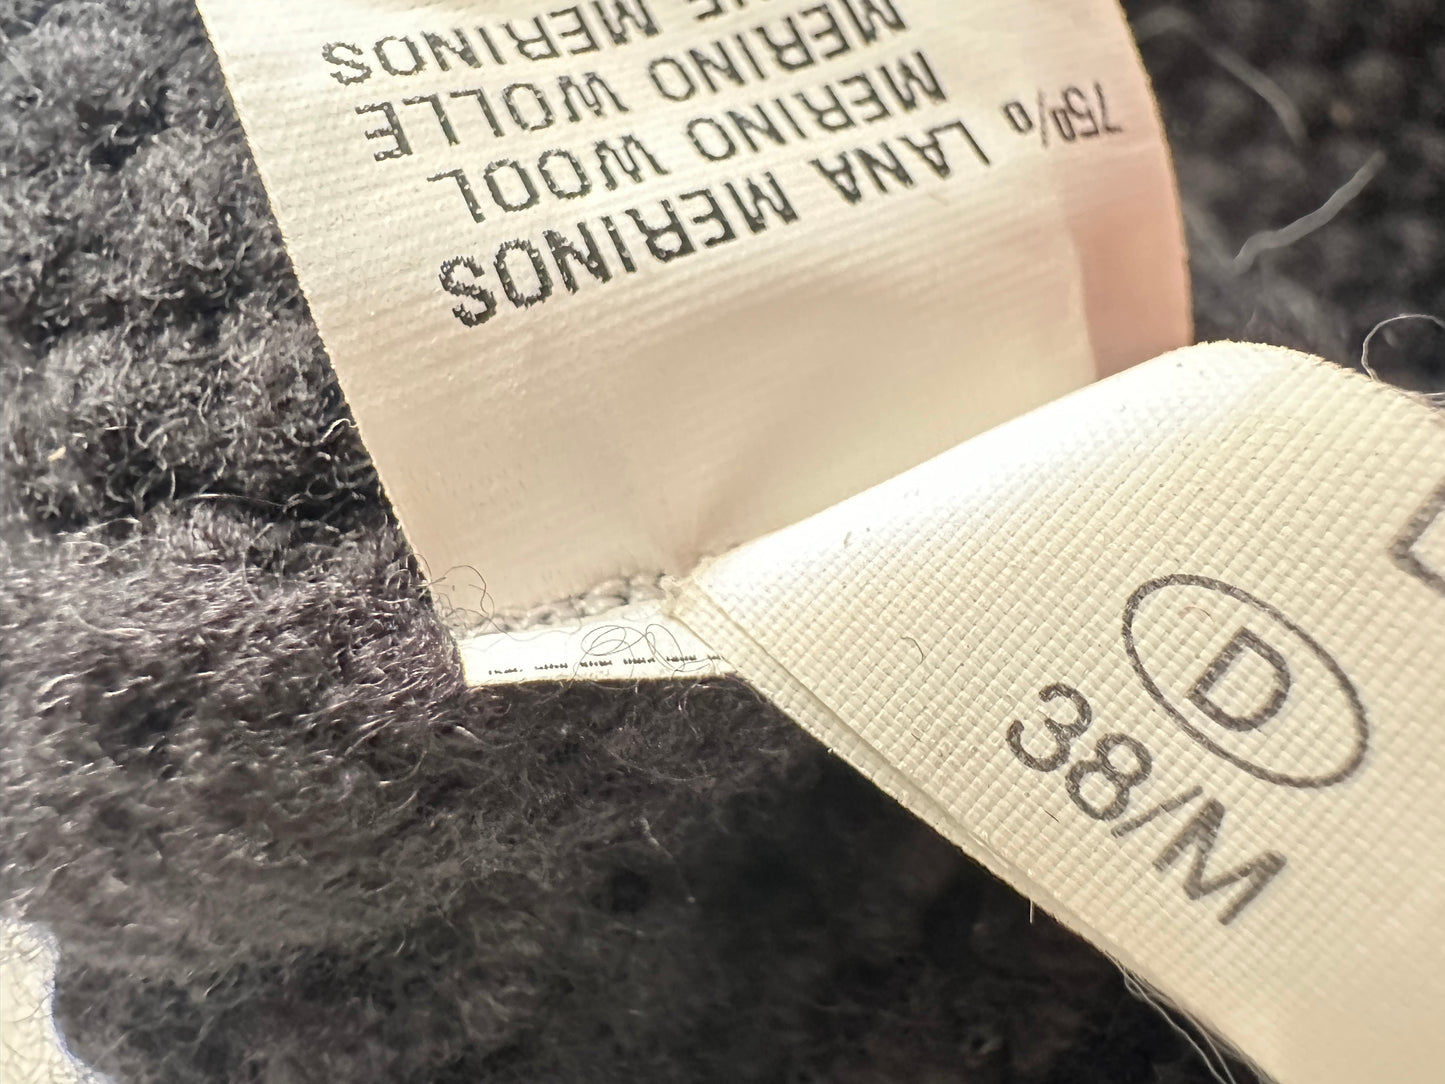 75% LANA MERINOS
MERINO WOOL
MERINO WOLLE
MERINOS
D
38/M